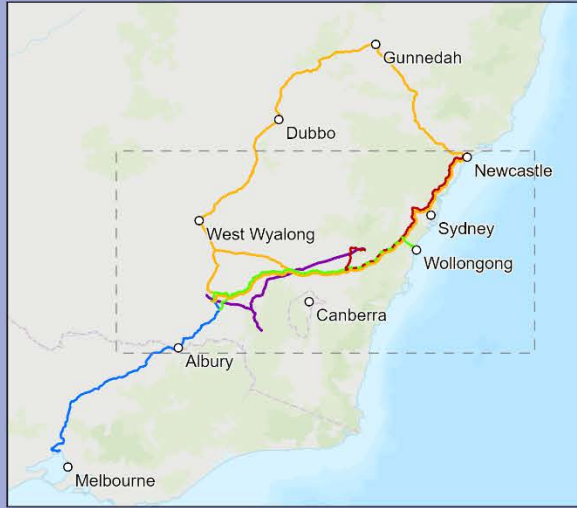 Gunnedah
Dubbo
Newcastle
West Wyalong
Sydney
Wollongong
Canberra
Albury
Melbourne